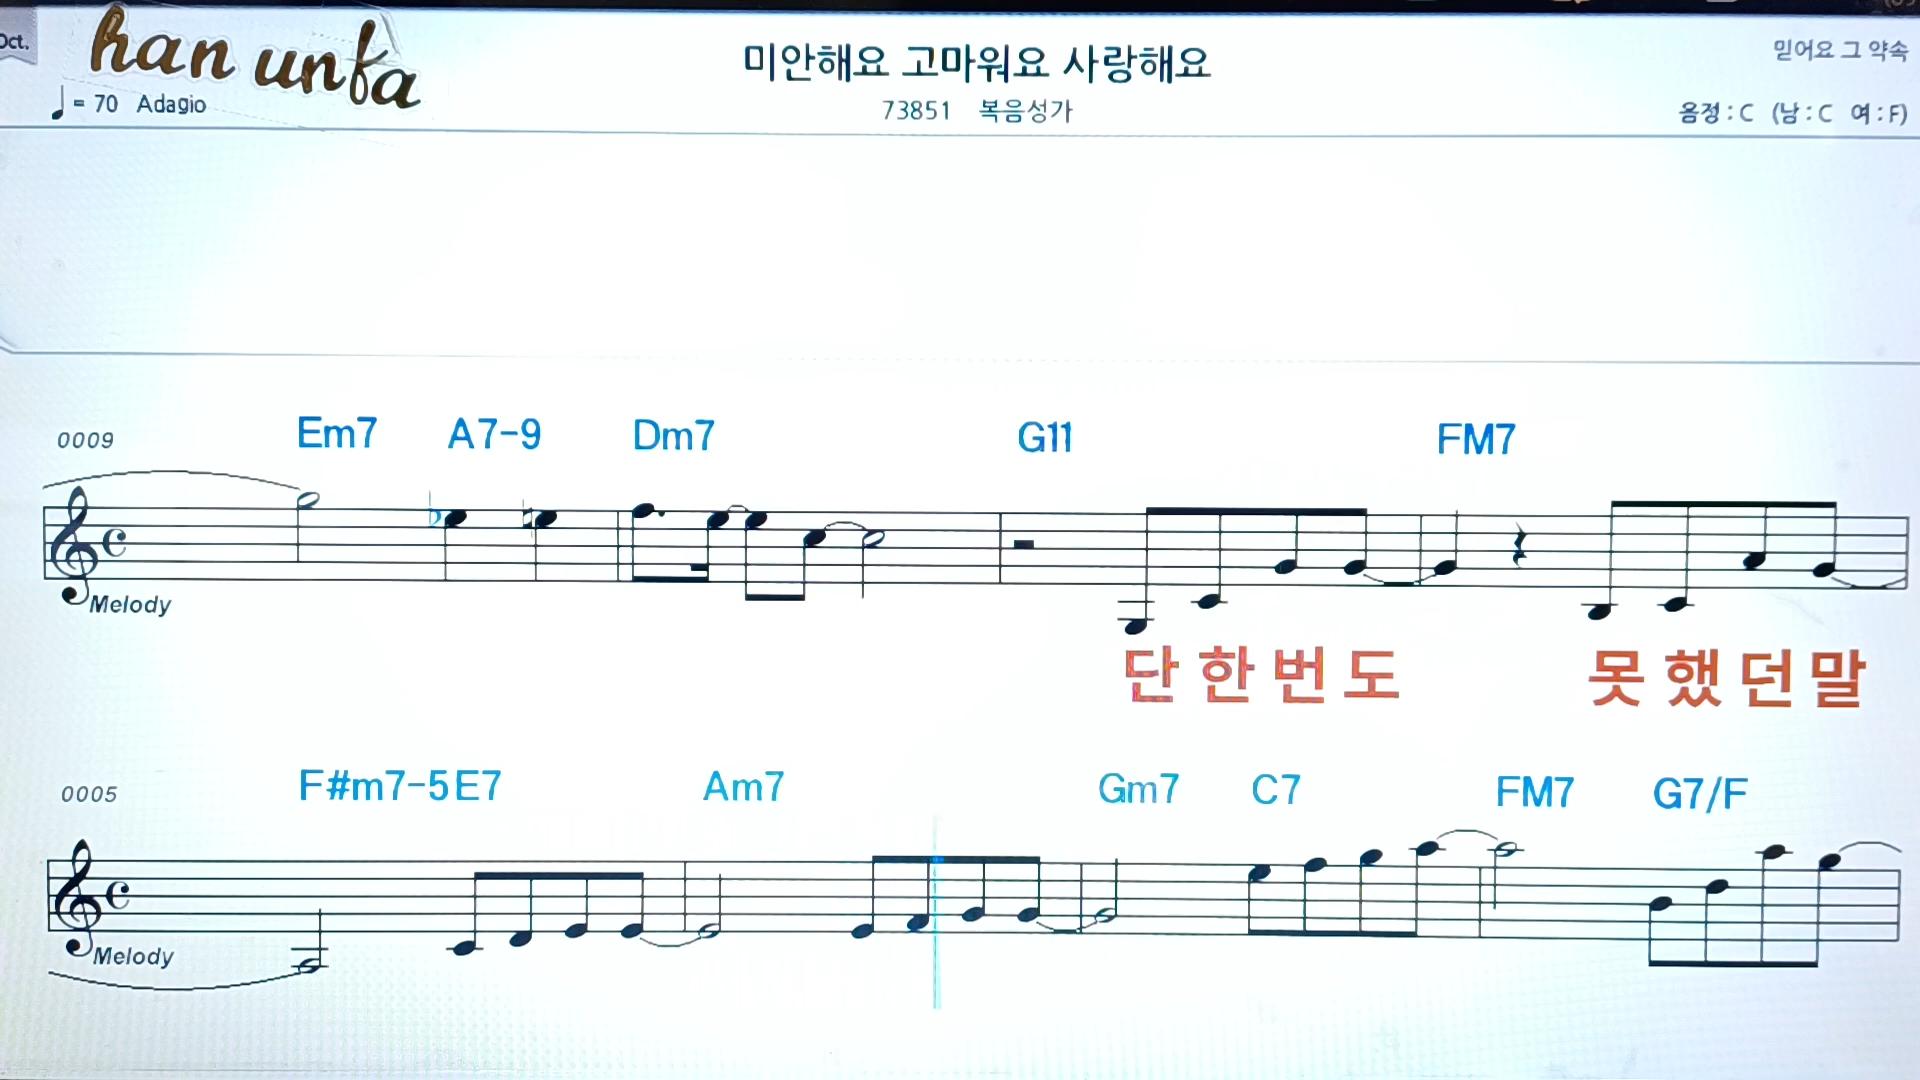 Oct.
han unfa
미안해요 고마워요 사랑해요
믿어요 그 약속
= 70 Adagio
73851 복음성가
음정 : C (남 : C 여 : F)
0009 Em7 A7-9 Dm7 G11 FM7
Melody
단 한 번 도 못 했 던 말
0005 F#m7-5 E7 Am7 Gm7 C7 FM7 G7/F
Melody